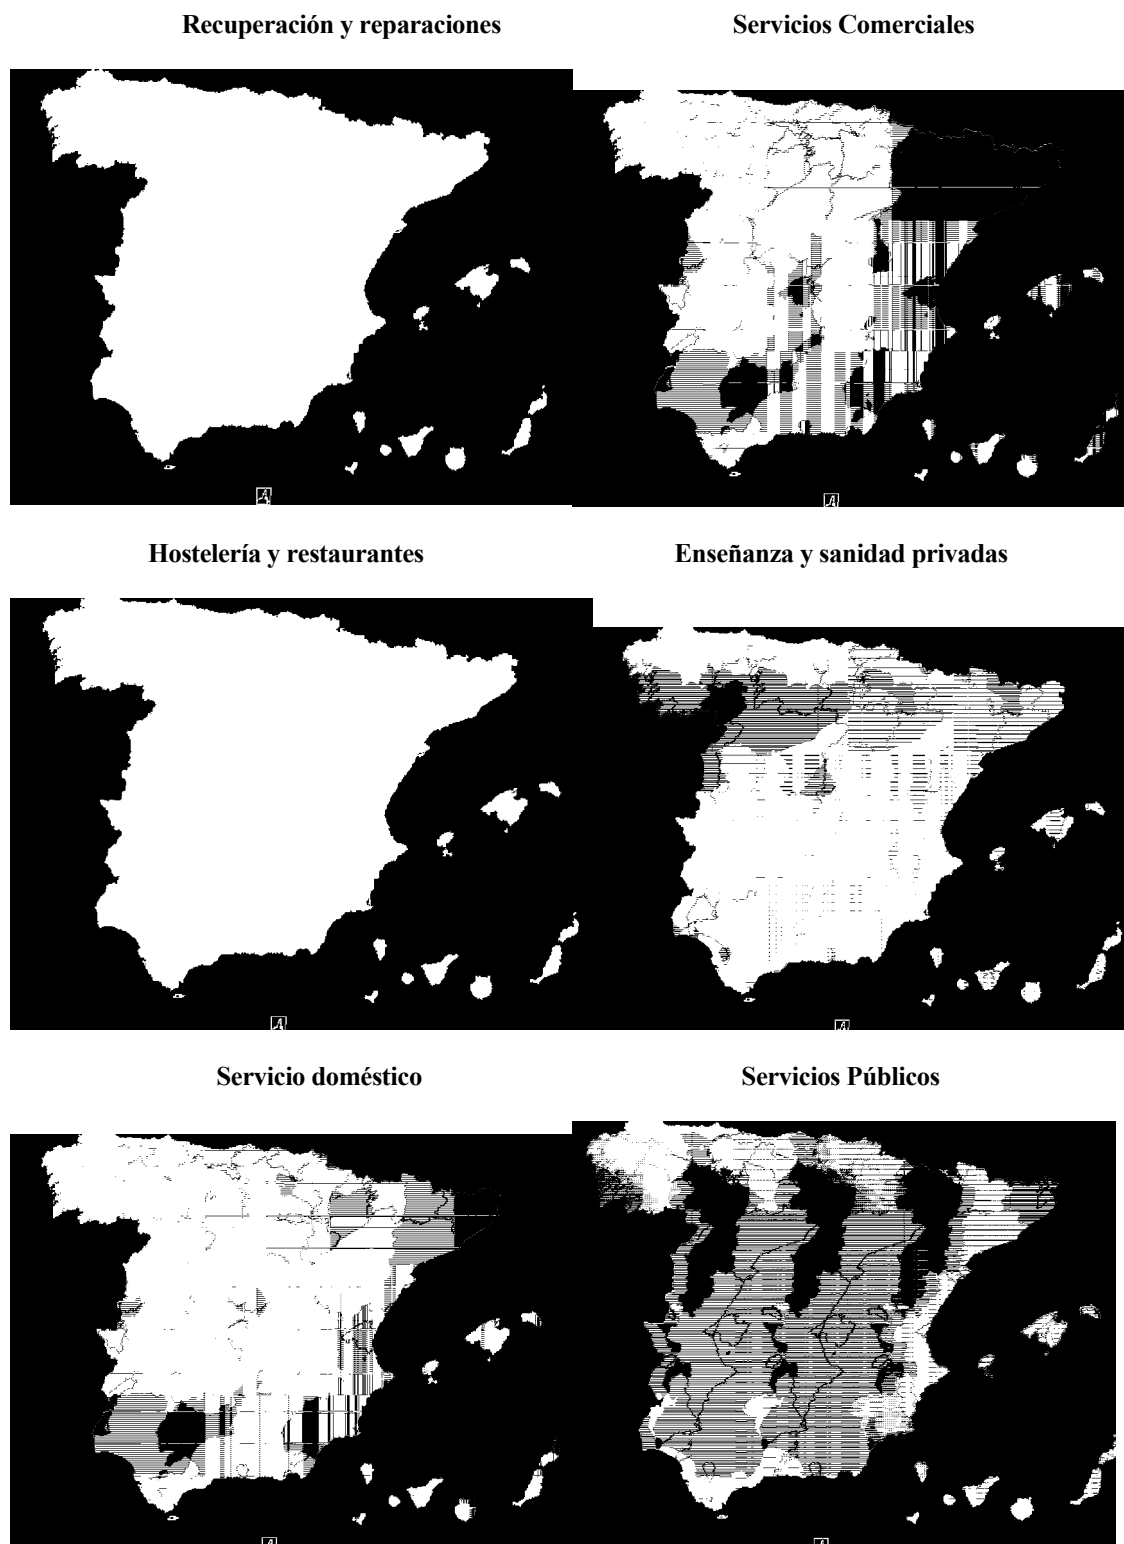 Recuperación y reparaciones
Servicios Comerciales
Hostelería y restaurantes
Enseñanza y sanidad privadas
Servicio doméstico
Servicios Públicos